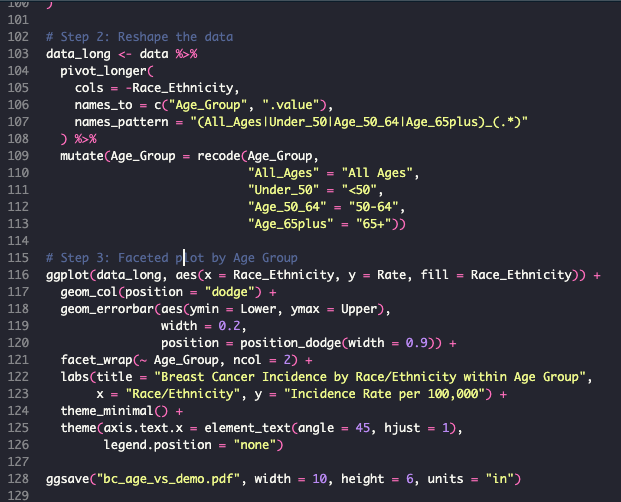 100 )
101
102 # Step 2: Reshape the data
103 data_long <- data %>%
104   pivot_longer(
105     cols = -Race_Ethnicity,
106     names_to = c("Age_Group", ".value"),
107     names_pattern = "(All_Ages|Under_50|Age_50_64|Age_65plus)_(.*)"
108   ) %>%
109   mutate(Age_Group = recode(Age_Group,
110                             "All_Ages" = "All Ages",
111                             "Under_50" = "<50",
112                             "Age_50_64" = "50-64",
113                             "Age_65plus" = "65+"))
114
115 # Step 3: Faceted plot by Age Group
116 ggplot(data_long, aes(x = Race_Ethnicity, y = Rate, fill = Race_Ethnicity)) +
117   geom_col(position = "dodge") +
118   geom_errorbar(aes(ymin = Lower, ymax = Upper),
119                 width = 0.2,
120                 position = position_dodge(width = 0.9)) +
121   facet_wrap(~ Age_Group, ncol = 2) +
122   labs(title = "Breast Cancer Incidence by Race/Ethnicity within Age Group",
123        x = "Race/Ethnicity", y = "Incidence Rate per 100,000") +
124   theme_minimal() +
125   theme(axis.text.x = element_text(angle = 45, hjust = 1),
126         legend.position = "none")
127
128 ggsave("bc_age_vs_demo.pdf", width = 10, height = 6, units = "in")
129